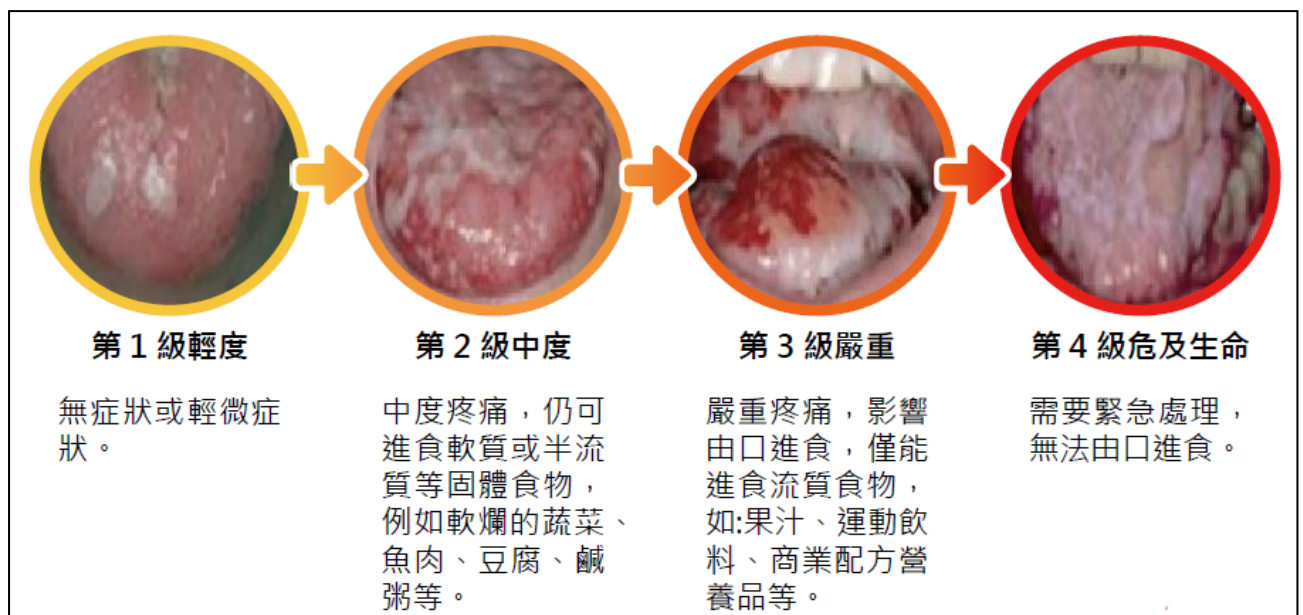 第 1 級輕度
無症狀或輕微症
狀。
第 2 級中度
中度疼痛，仍可
進食軟質或半流
質等固體食物，
例如軟爛的蔬菜、
魚肉、豆腐、鹹
粥等。
第 3 級嚴重
嚴重疼痛，影響
由口進食，僅能
進食流質食物，
如:果汁、運動飲
料、商業配方營
養品等。
第 4 級危及生命
需要緊急處理，
無法由口進食。